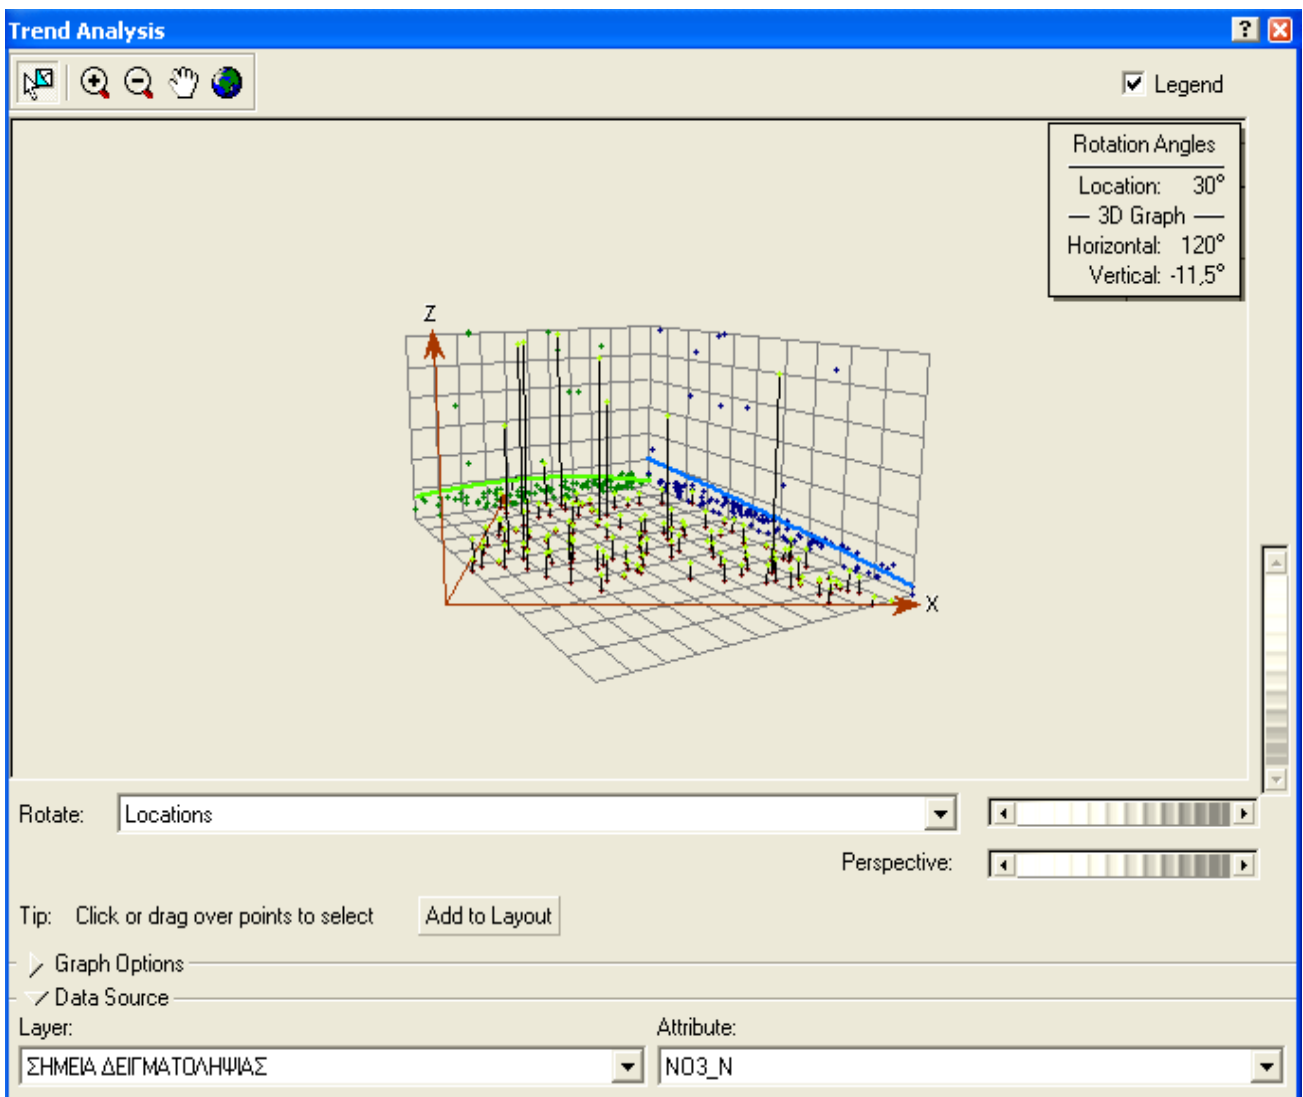 Trend Analysis
Legend
Rotation Angles
Location: 30°
3D Graph
Horizontal: 120°
Vertical: -11,5°
Z
X
Rotate: Locations
Perspective:
Tip: Click or drag over points to select Add to Layout
Graph Options
Data Source
Layer: Attribute:
ΣΗΜΕΙΑ ΔΕΙΓΜΑΤΟΛΗΨΙΑΣ NO3_N